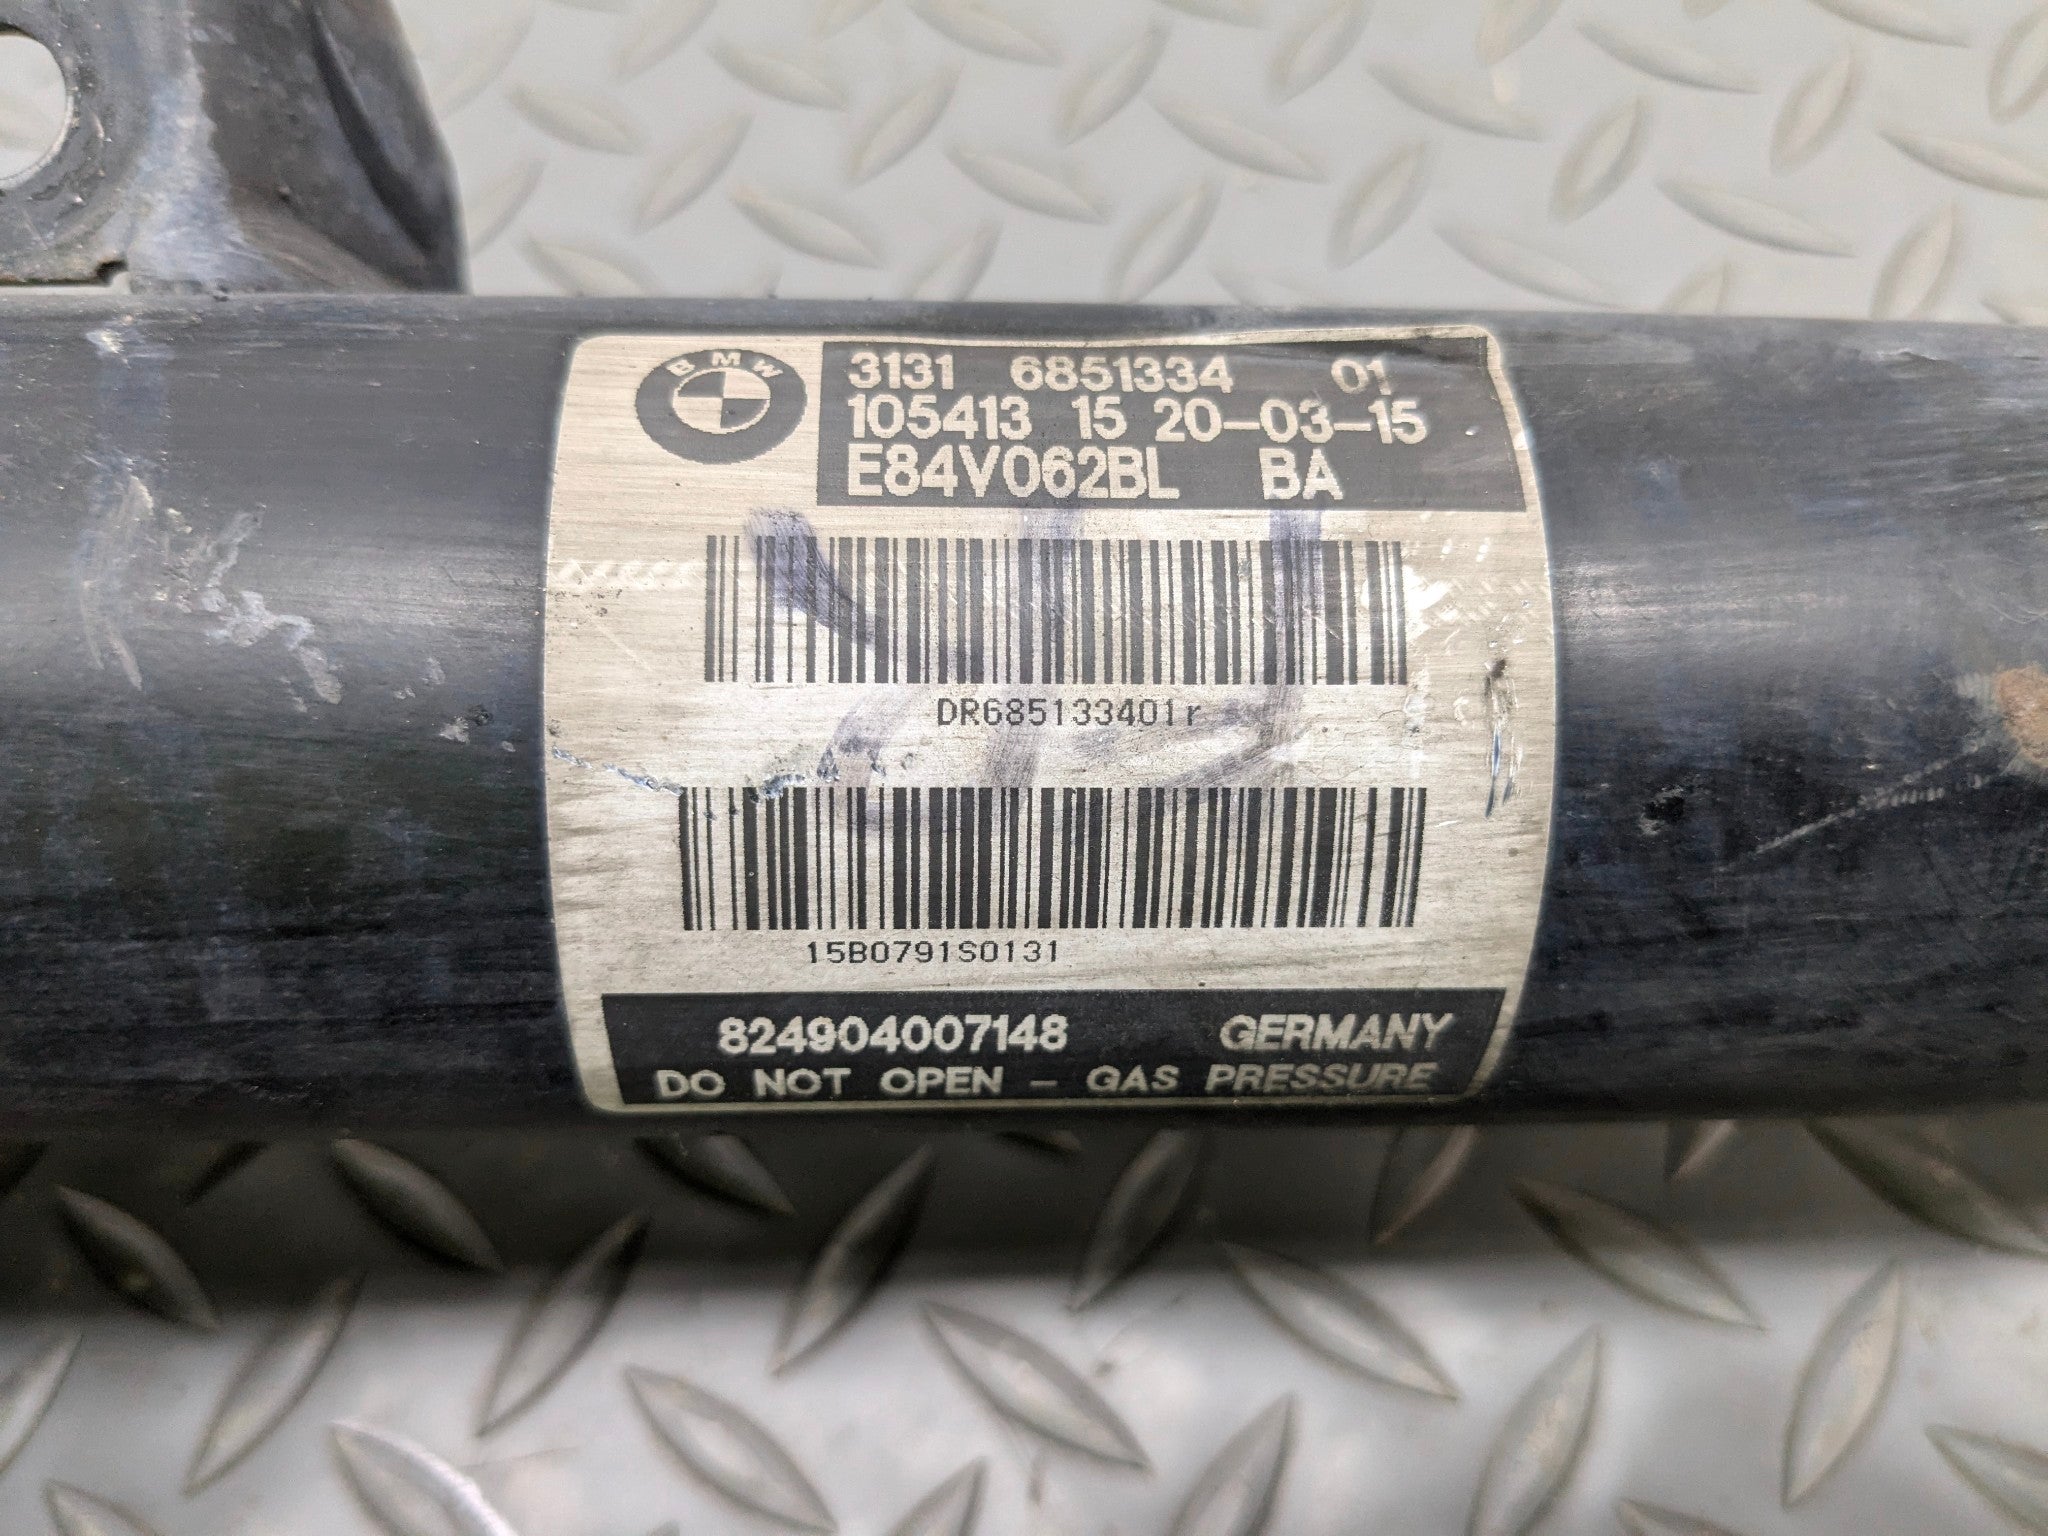 BMW
3131 6851334 01
105413 15 20-03-15
E84V062BL BA
DR685133401r
15B0791S0131
824904007148 GERMANY
DO NOT OPEN - GAS PRESSURE